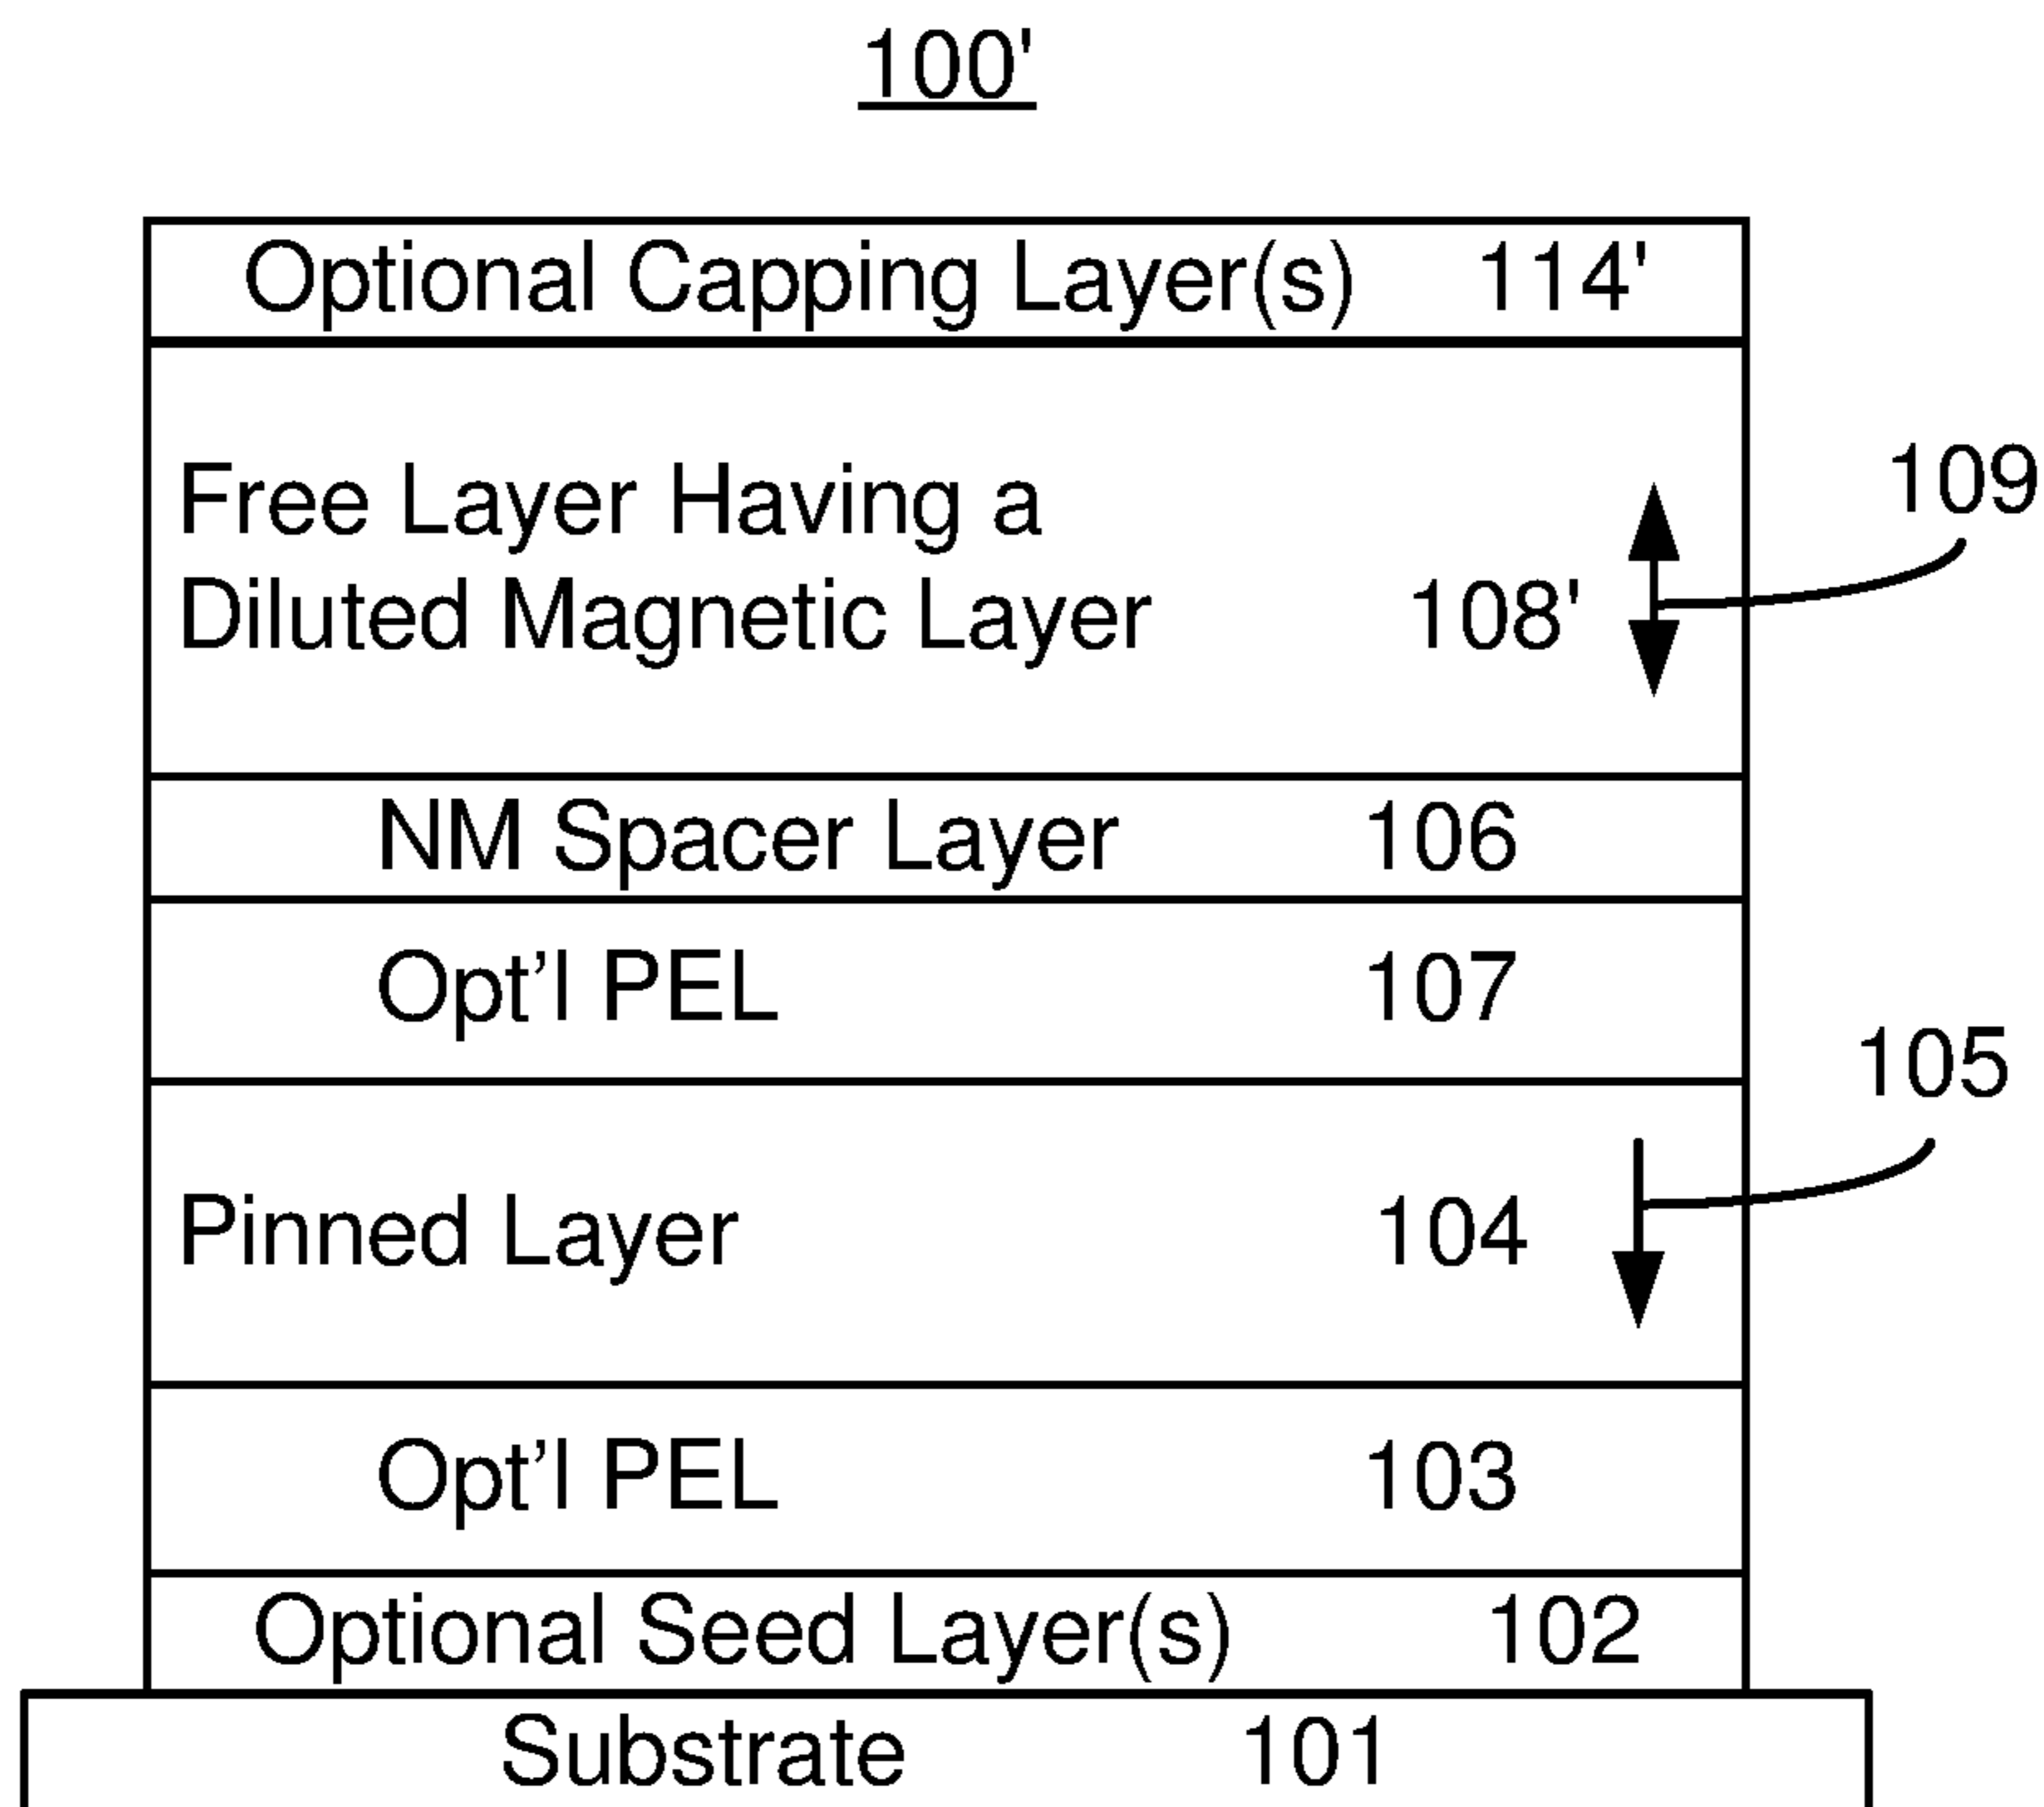 100'
Optional Capping Layer(s) 114'
Free Layer Having a
Diluted Magnetic Layer 108'
109
NM Spacer Layer 106
Opt’l PEL 107
105
Pinned Layer 104
Opt’l PEL 103
Optional Seed Layer(s) 102
Substrate 101